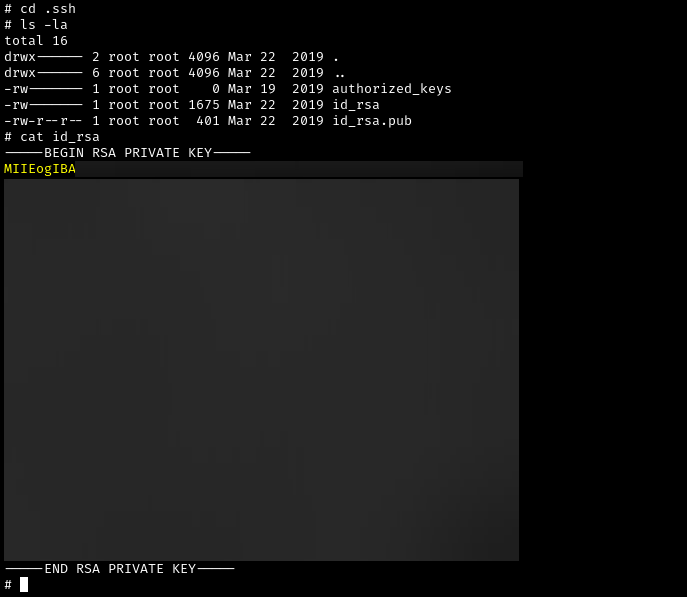 # cd .ssh
# ls -la
total 16
drwx------ 2 root root 4096 Mar 22  2019 .
drwx------ 6 root root 4096 Mar 22  2019 ..
-rw------- 1 root root    0 Mar 19  2019 authorized_keys
-rw------- 1 root root 1675 Mar 22  2019 id_rsa
-rw-r--r-- 1 root root  401 Mar 22  2019 id_rsa.pub
# cat id_rsa
-----BEGIN RSA PRIVATE KEY-----
MIIEogIBA
-----END RSA PRIVATE KEY-----
#